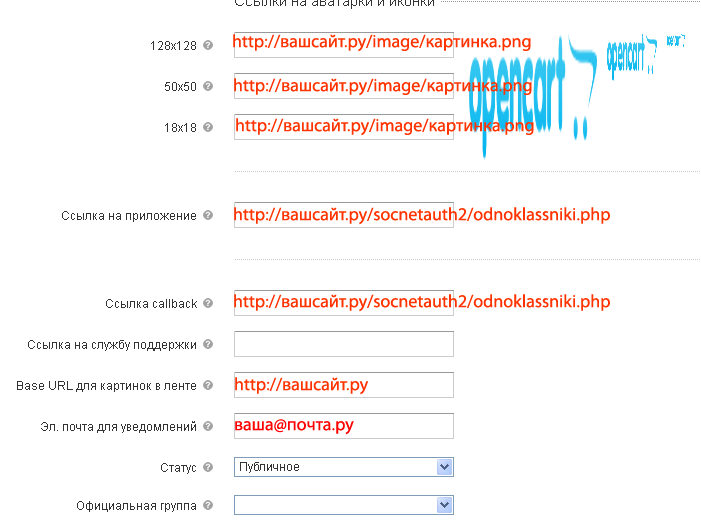 Ссылки на аватарки и иконки
128x128 http://вашсайт.ру/image/картинка.png
50x50 http://вашсайт.ру/image/картинка.png
18x18 http://вашсайт.ру/image/картинка.png
opencart opencart opencart
Ссылка на приложение http://вашсайт.ру/socnetauth2/odnoklassniki.php
Ссылка callback http://вашсайт.ру/socnetauth2/odnoklassniki.php
Ссылка на службу поддержки
Base URL для картинок в ленте http://вашсайт.ру
Эл. почта для уведомлений ваша@почта.ру
Статус Публичное
Официальная группа